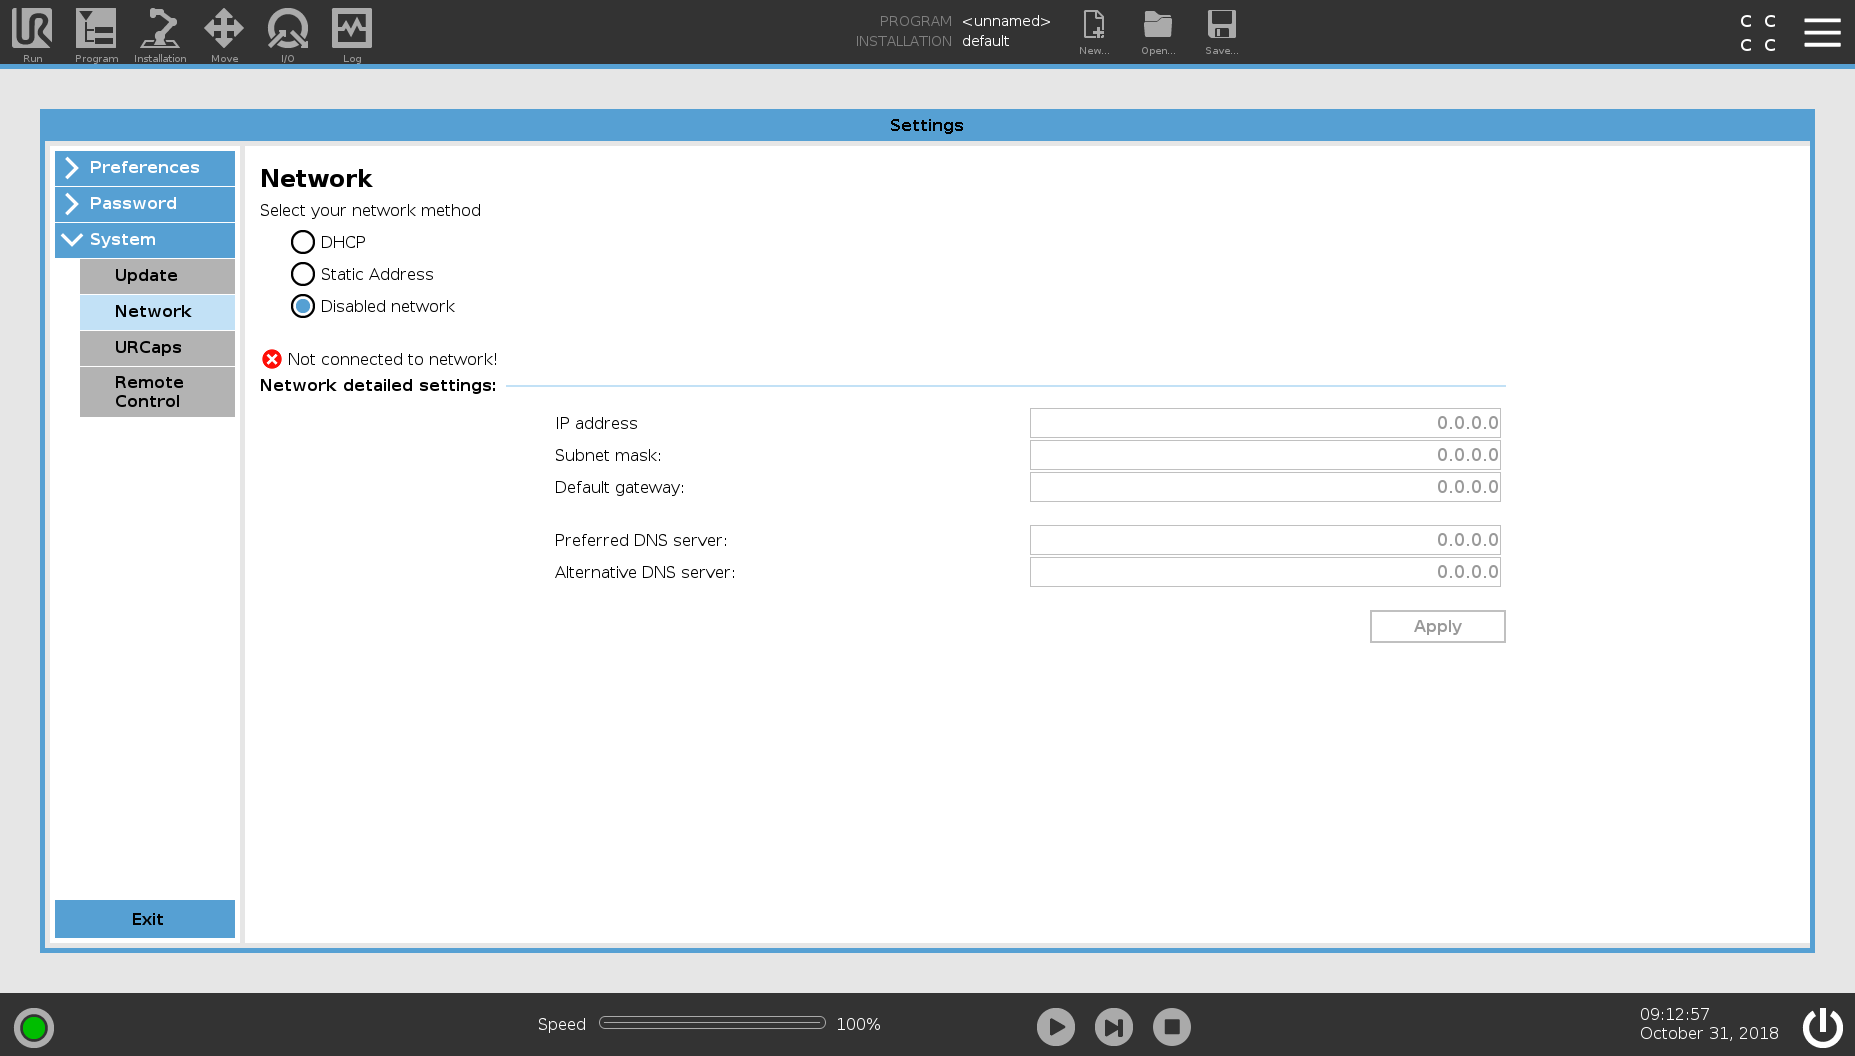 UR
Run
Program
Installation
Move
I/O
Log
PROGRAM <unnamed>
INSTALLATION default
New...
Open...
Save...
C C
C C
Settings
Preferences
Password
System
Update
Network
URCaps
Remote
Control
Exit
Network
Select your network method
DHCP
Static Address
Disabled network
Not connected to network!
Network detailed settings:
IP address 0.0.0.0
Subnet mask: 0.0.0.0
Default gateway: 0.0.0.0
Preferred DNS server: 0.0.0.0
Alternative DNS server: 0.0.0.0
Apply
Speed 100%
09:12:57
October 31, 2018